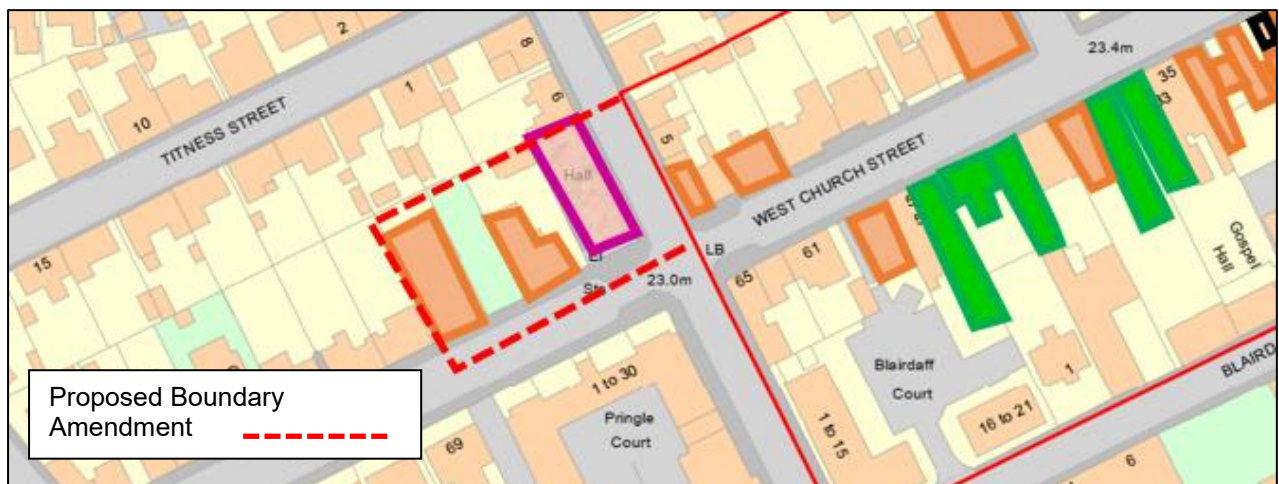 2
8
23.4m
1
6
35
33
10
TITNESS STREET
5
Hall
WEST CHURCH STREET
15
LB
61
65
23.0m
Gospel
Hall
Proposed Boundary
Amendment
1 to 30
Pringle
Court
69
Blairdaff
Court
1
1 to 15
16 to 21
6
BLAIRD